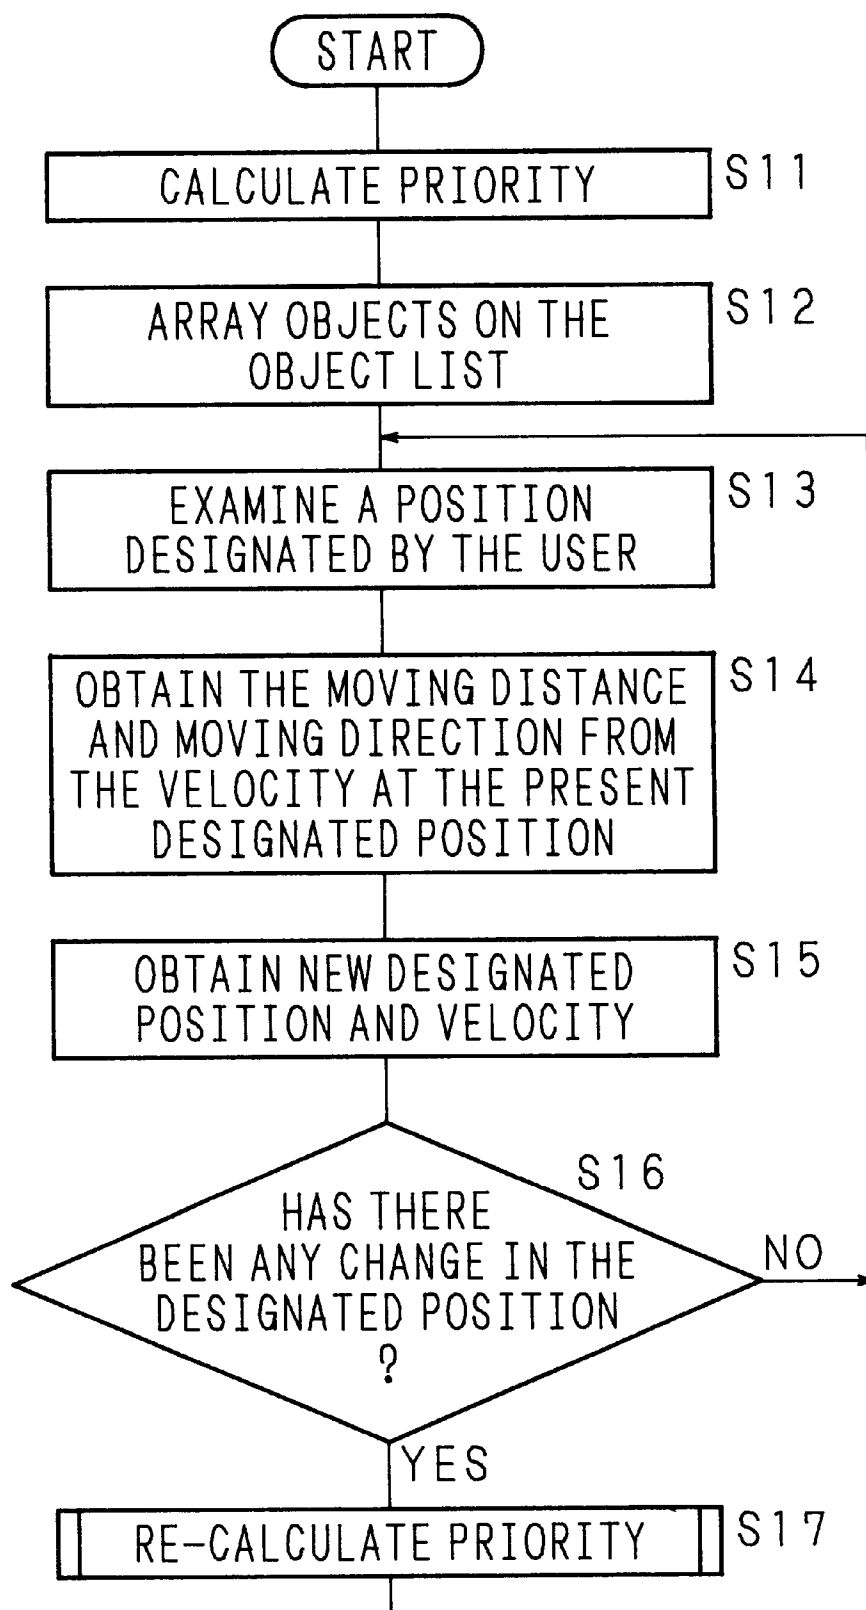 START
CALCULATE PRIORITY
S11
ARRAY OBJECTS ON THE
OBJECT LIST
S12
EXAMINE A POSITION
DESIGNATED BY THE USER
S13
OBTAIN THE MOVING DISTANCE
AND MOVING DIRECTION FROM
THE VELOCITY AT THE PRESENT
DESIGNATED POSITION
S14
OBTAIN NEW DESIGNATED
POSITION AND VELOCITY
S15
S16
HAS THERE
BEEN ANY CHANGE IN THE
DESIGNATED POSITION
?
NO
YES
RE-CALCULATE PRIORITY
S17